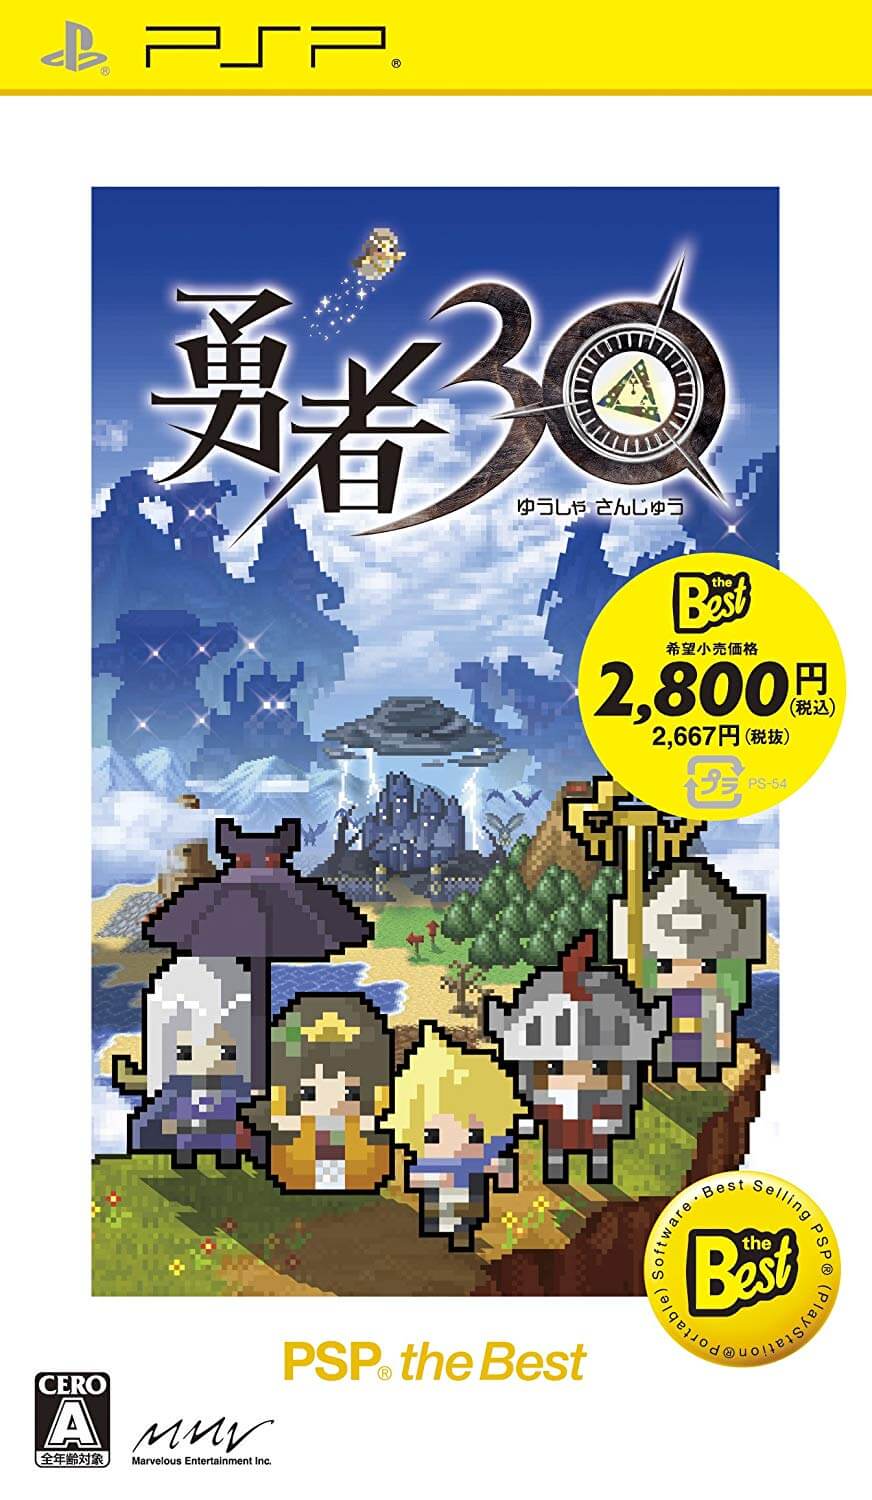 PSP®
勇者30
ゆうしゃ さんじゅう
the Best
希望小売価格
2,800円(税込)
2,667円(税抜)
プラ PS-54
Best Selling PSP® (PlayStation®Portable) Software・
the Best
PSP® the Best
CERO
A
全年齢対象
MMV
Marvelous Entertainment Inc.